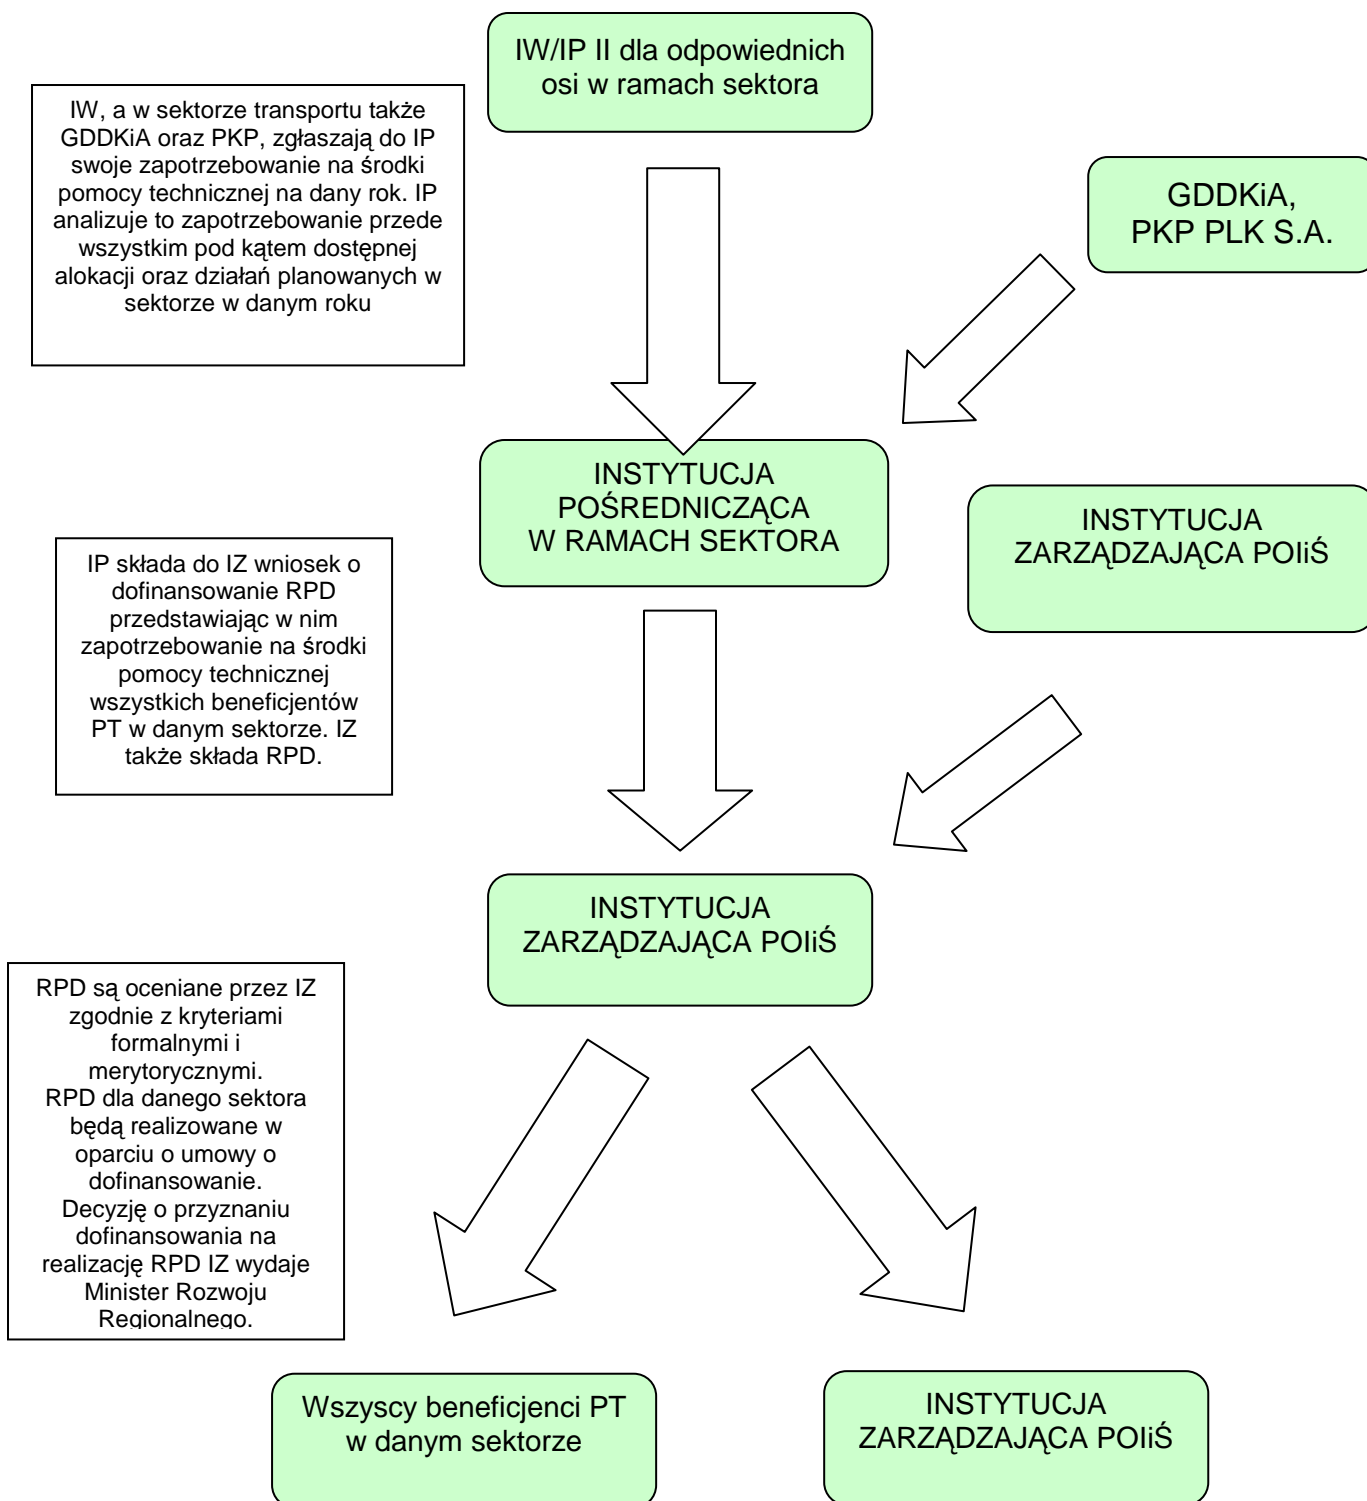 IW/IP II dla odpowiednich
osi w ramach sektora
IW, a w sektorze transportu także
GDDKiA oraz PKP, zgłaszają do IP
swoje zapotrzebowanie na środki
pomocy technicznej na dany rok. IP
analizuje to zapotrzebowanie przede
wszystkim pod kątem dostępnej
alokacji oraz działań planowanych w
sektorze w danym roku
GDDKiA,
PKP PLK S.A.
INSTYTUCJA
POŚREDNICZĄCA
W RAMACH SEKTORA
INSTYTUCJA
ZARZĄDZAJĄCA POIiŚ
IP składa do IZ wniosek o
dofinansowanie RPD
przedstawiając w nim
zapotrzebowanie na środki
pomocy technicznej
wszystkich beneficjentów
PT w danym sektorze. IZ
także składa RPD.
INSTYTUCJA
ZARZĄDZAJĄCA POIiŚ
RPD są oceniane przez IZ
zgodnie z kryteriami
formalnymi i
merytorycznymi.
RPD dla danego sektora
będą realizowane w
oparciu o umowy o
dofinansowanie.
Decyzję o przyznaniu
dofinansowania na
realizację RPD IZ wydaje
Minister Rozwoju
Regionalnego.
Wszyscy beneficjenci PT
w danym sektorze
INSTYTUCJA
ZARZĄDZAJĄCA POIiŚ